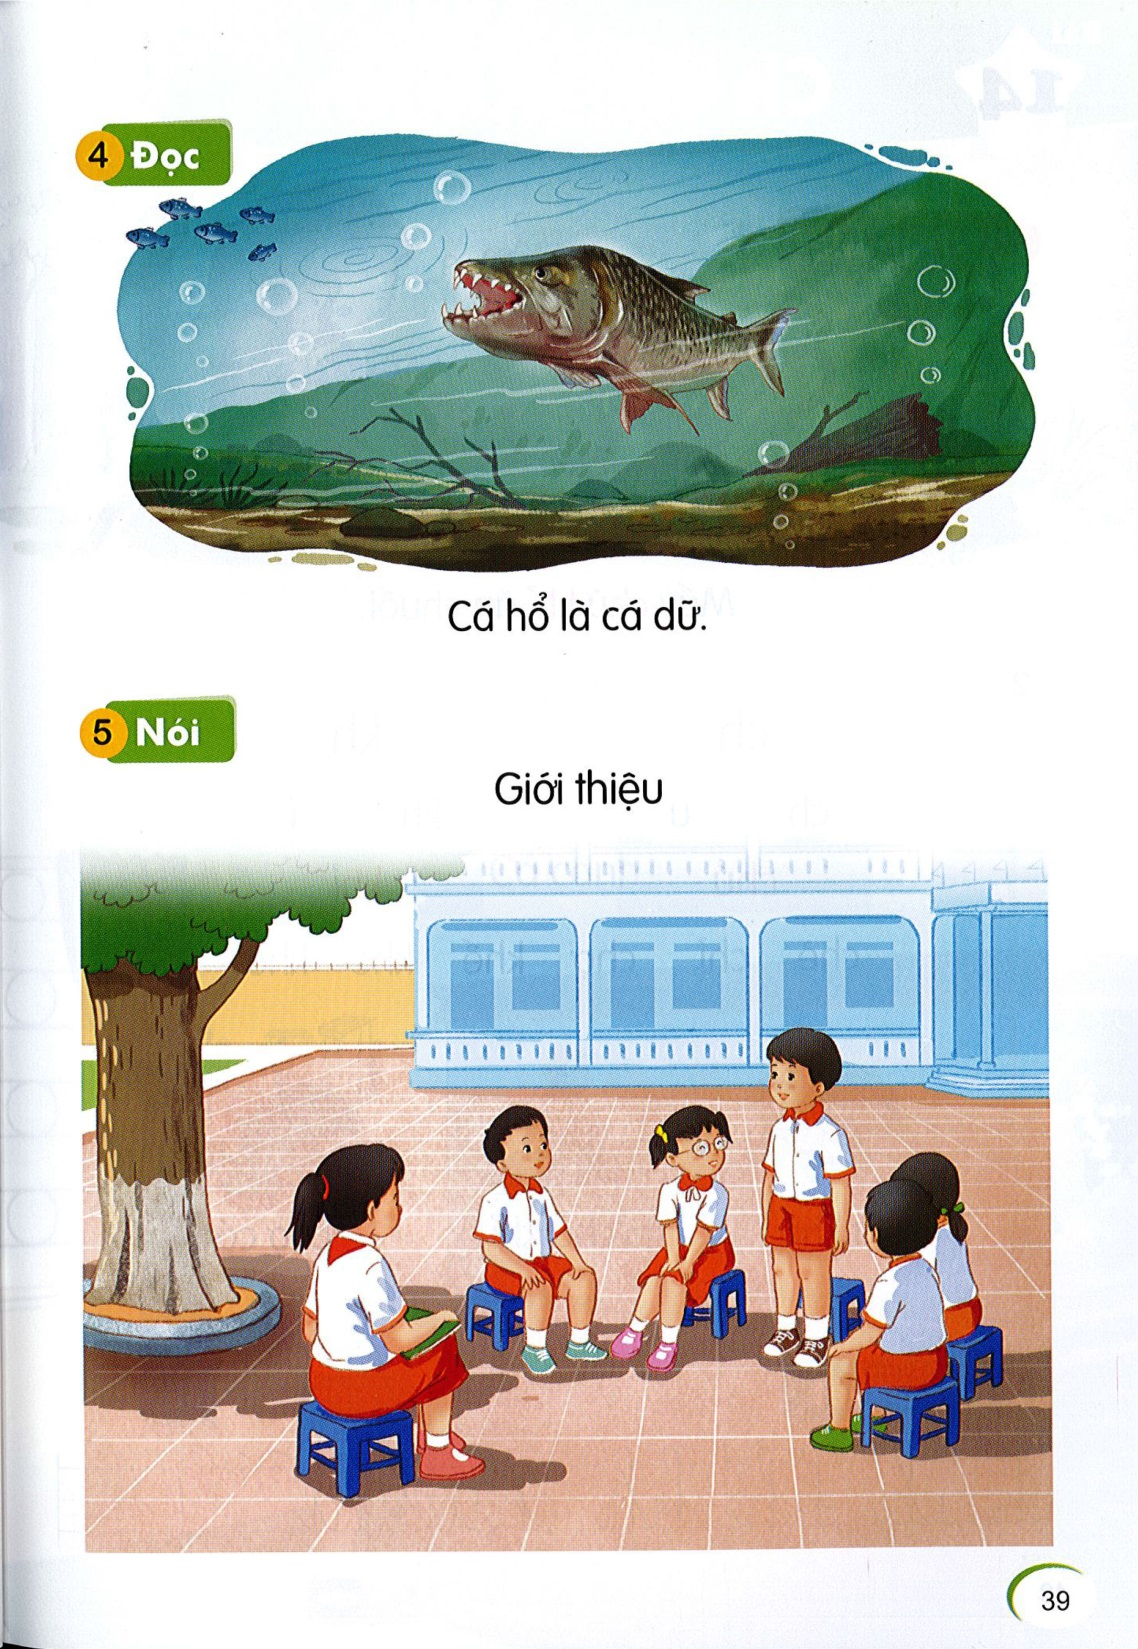 4 Đọc
Cá hổ là cá dữ.
5 Nói
Giới thiệu
39